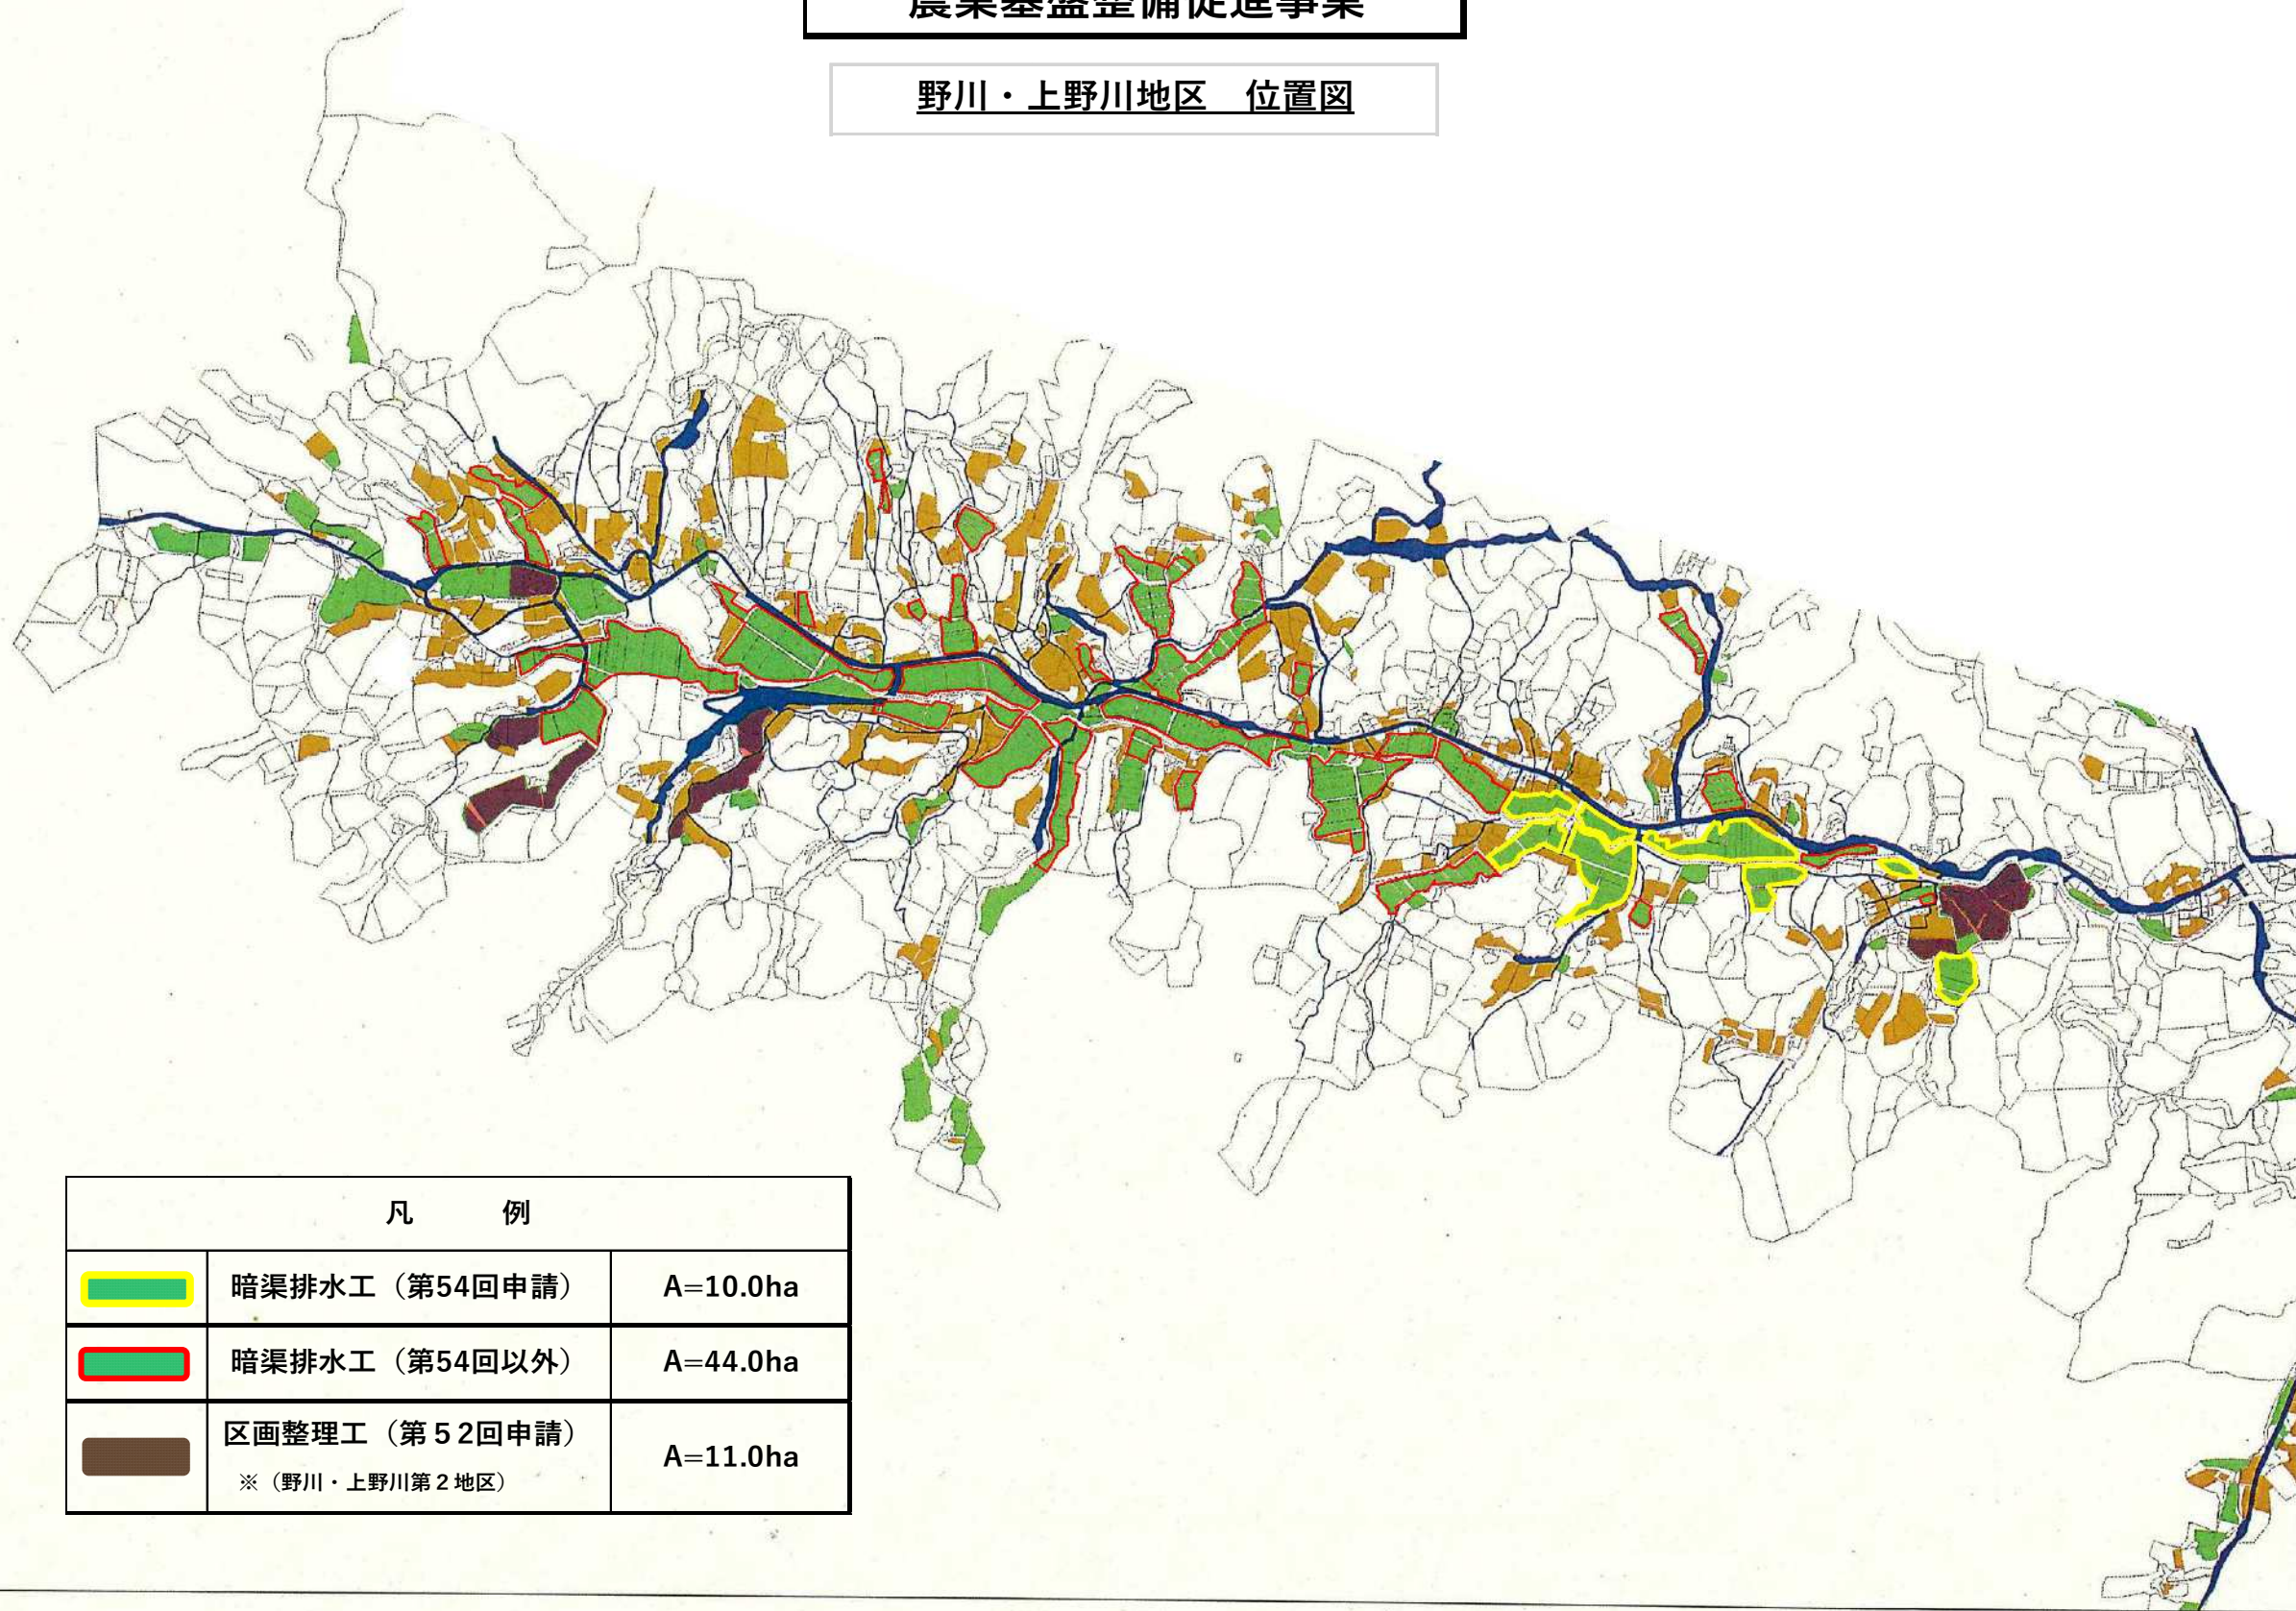 農業基盤整備促進事業
野川・上野川地区　位置図
凡　例
暗渠排水工（第54回申請） A=10.0ha
暗渠排水工（第54回以外） A=44.0ha
区画整理工（第５2回申請） A=11.0ha
※（野川・上野川第２地区）